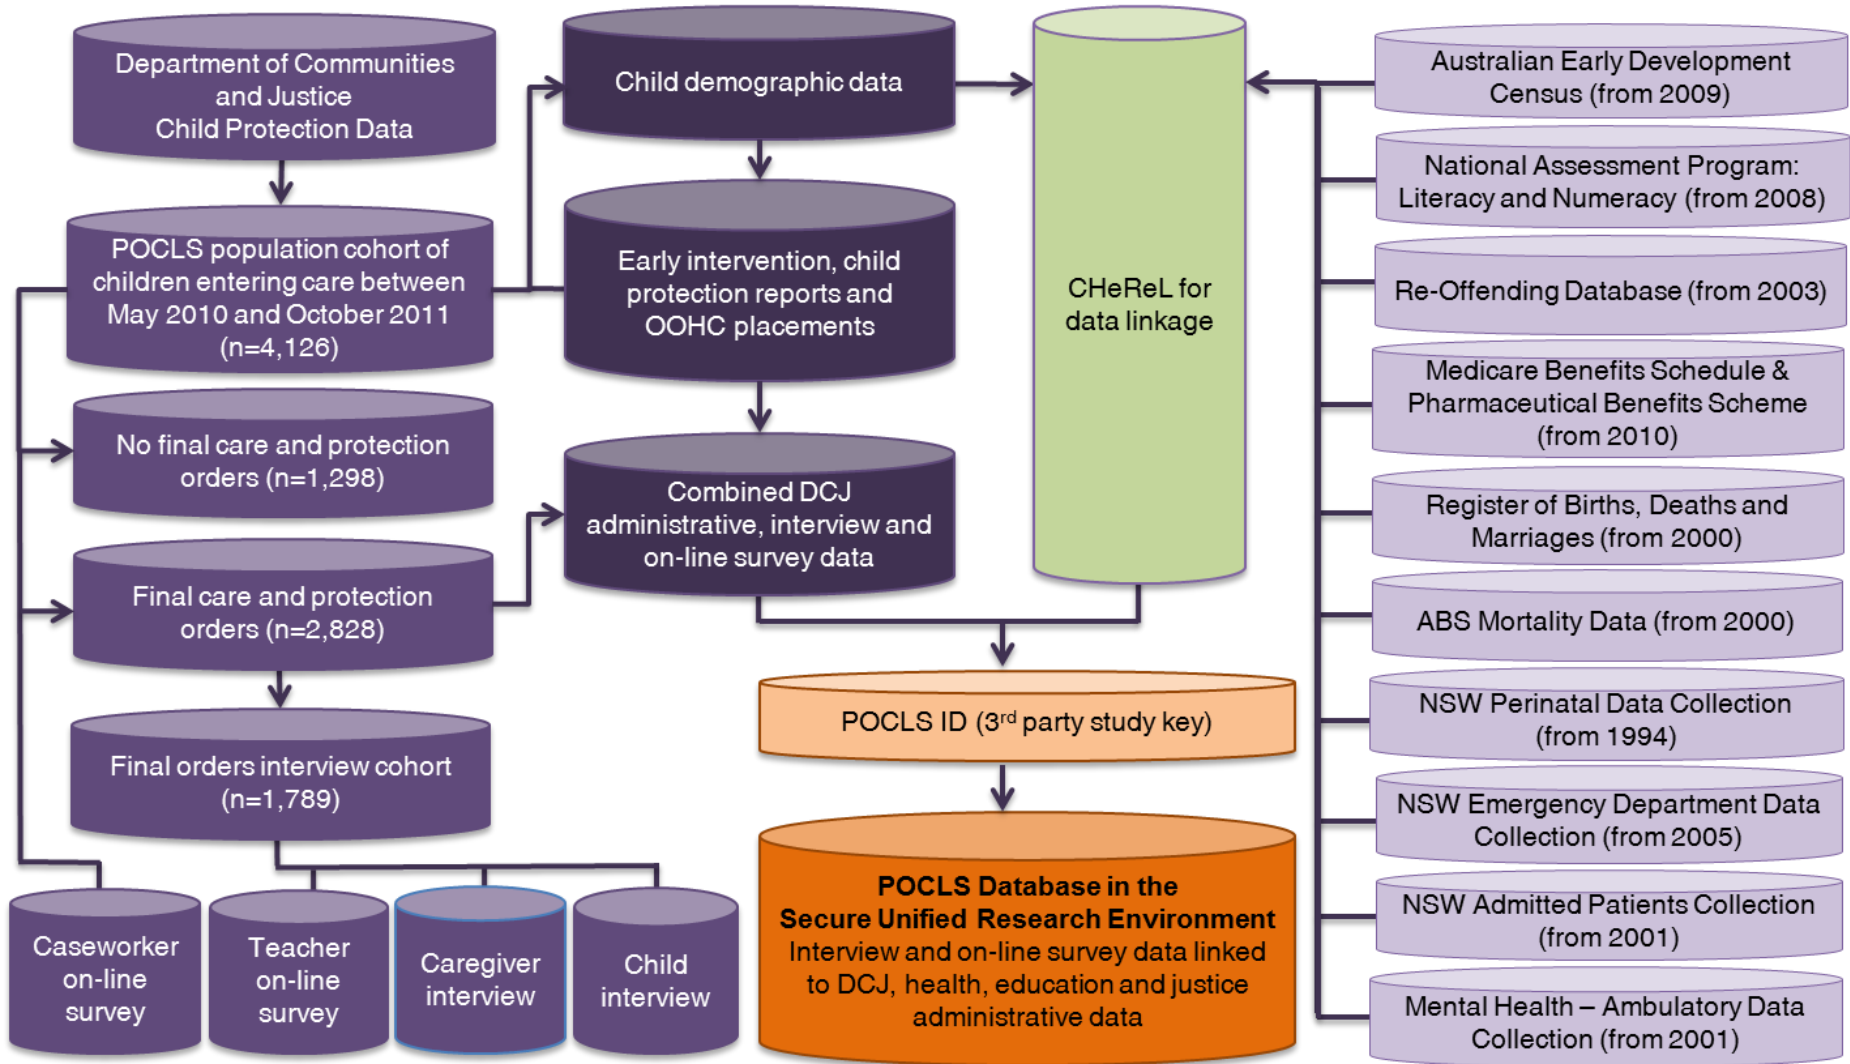 Department of Communities
and Justice
Child Protection Data
POCLS population cohort of
children entering care between
May 2010 and October 2011
(n=4,126)
No final care and protection
orders (n=1,298)
Final care and protection
orders (n=2,828)
Final orders interview cohort
(n=1,789)
Caseworker
on-line
survey
Teacher
on-line
survey
Caregiver
interview
Child
interview
Child demographic data
Early intervention, child
protection reports and
OOHC placements
Combined DCJ
administrative, interview and
on-line survey data
CHeReL for
data linkage
POCLS ID (3rd party study key)
POCLS Database in the
Secure Unified Research Environment
Interview and on-line survey data linked
to DCJ, health, education and justice
administrative data
Australian Early Development
Census (from 2009)
National Assessment Program:
Literacy and Numeracy (from 2008)
Re-Offending Database (from 2003)
Medicare Benefits Schedule &
Pharmaceutical Benefits Scheme
(from 2010)
Register of Births, Deaths and
Marriages (from 2000)
ABS Mortality Data (from 2000)
NSW Perinatal Data Collection
(from 1994)
NSW Emergency Department Data
Collection (from 2005)
NSW Admitted Patients Collection
(from 2001)
Mental Health – Ambulatory Data
Collection (from 2001)